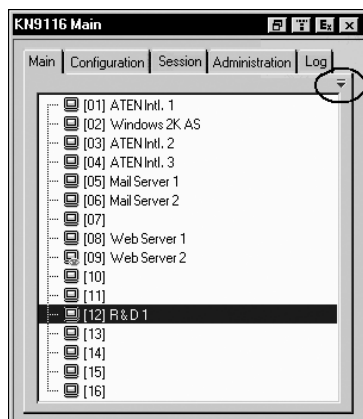 KN9116 Main
Ex
Main Configuration Session Administration Log
[01] ATEN Intl. 1
[02] Windows 2K AS
[03] ATEN Intl. 2
[04] ATEN Intl. 3
[05] Mail Server 1
[06] Mail Server 2
[07]
[08] Web Server 1
[09] Web Server 2
[10]
[11]
[12] R&D 1
[13]
[14]
[15]
[16]